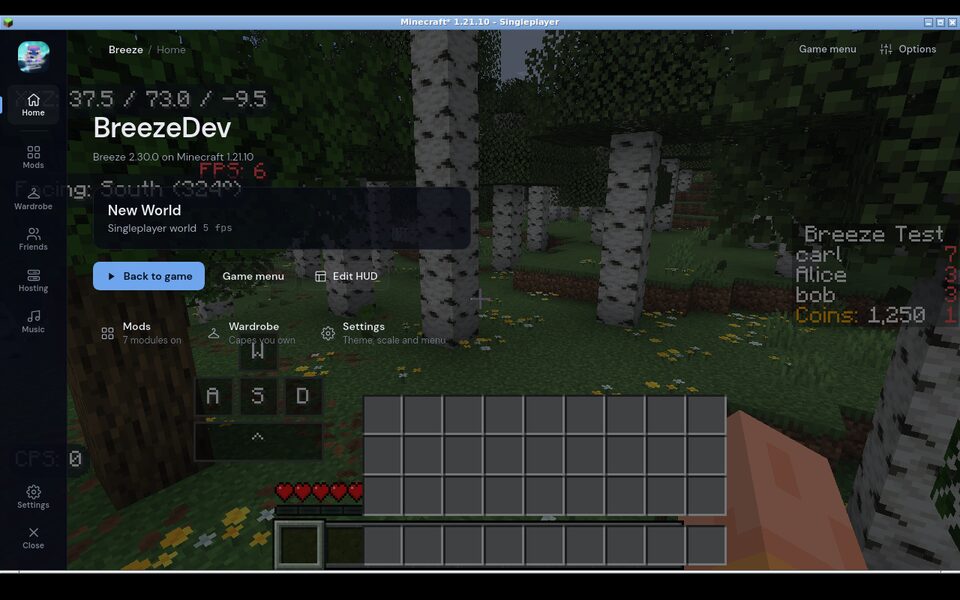 Minecraft* 1.21.10 - Singleplayer
Breeze / Home
Game menu
Options
Home
37.5 / 73.0 / -9.5
BreezeDev
Breeze 2.30.0 on Minecraft 1.21.10
FPS: 6
Mods
Facing: South (324°)
Wardrobe
New World
Singleplayer world 5 fps
Friends
Breeze Test
carl 7
Alice 3
bob 3
Coins: 1,250 1
Back to game
Game menu
Edit HUD
Hosting
Music
Mods
7 modules on
Wardrobe
Capes you own
Settings
Theme, scale and menu
W
A S D
^
CPS: 0
Settings
Close